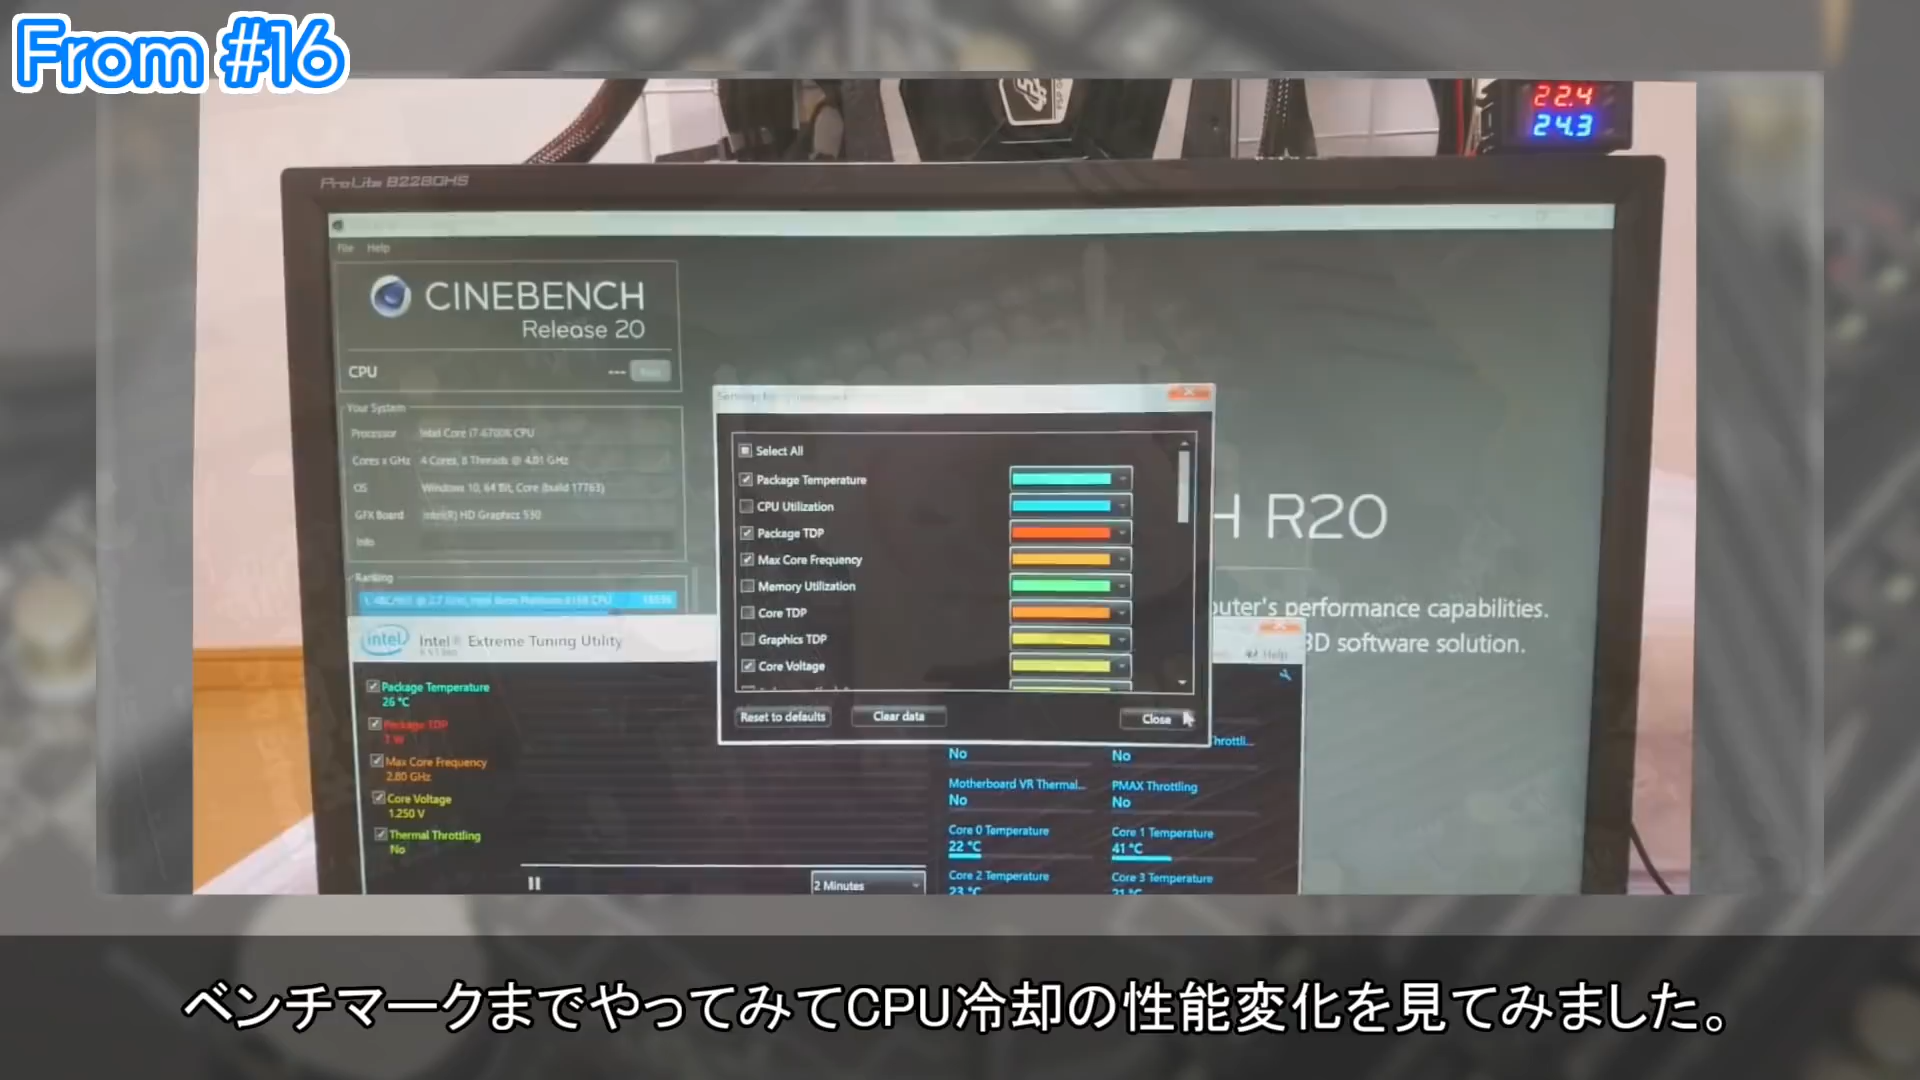 From #16
22.4
24.3
ProLite B2280HS
File Help
CINEBENCH
Release 20
CPU ---
Your System
Processor Intel Core i7-6700K CPU
Cores x GHz 4 Cores, 8 Threads @ 4.01 GHz
OS Windows 10, 64 Bit, Core (build 17763)
GFX Board Intel(R) HD Graphics 530
Info
Ranking
Select All
Package Temperature
CPU Utilization
Package TDP
Max Core Frequency
Memory Utilization
Core TDP
Graphics TDP
Core Voltage
Reset to defaults Clear data Close
H R20
puter's performance capabilities.
3D software solution.
intel Intel® Extreme Tuning Utility
Help
Package Temperature
26 °C
Package TDP
1 W
Max Core Frequency
2.80 GHz
Core Voltage
1.250 V
Thermal Throttling
No
2 Minutes
Throttli...
No No
Motherboard VR Thermal... PMAX Throttling
No No
Core 0 Temperature Core 1 Temperature
22 °C 41 °C
Core 2 Temperature Core 3 Temperature
23 °C 21 °C
ベンチマークまでやってみてCPU冷却の性能変化を見てみました。